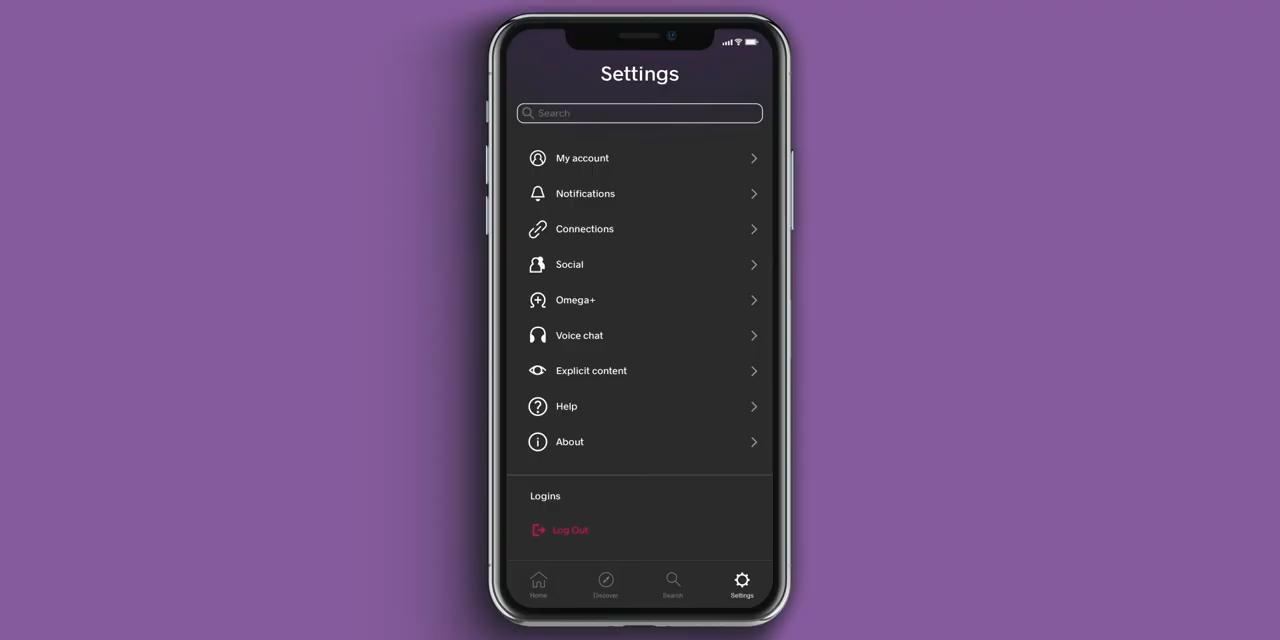 Settings
Search
My account
Notifications
Connections
Social
Omega+
Voice chat
Explicit content
Help
About
Logins
Log Out
Home
Discover
Search
Settings